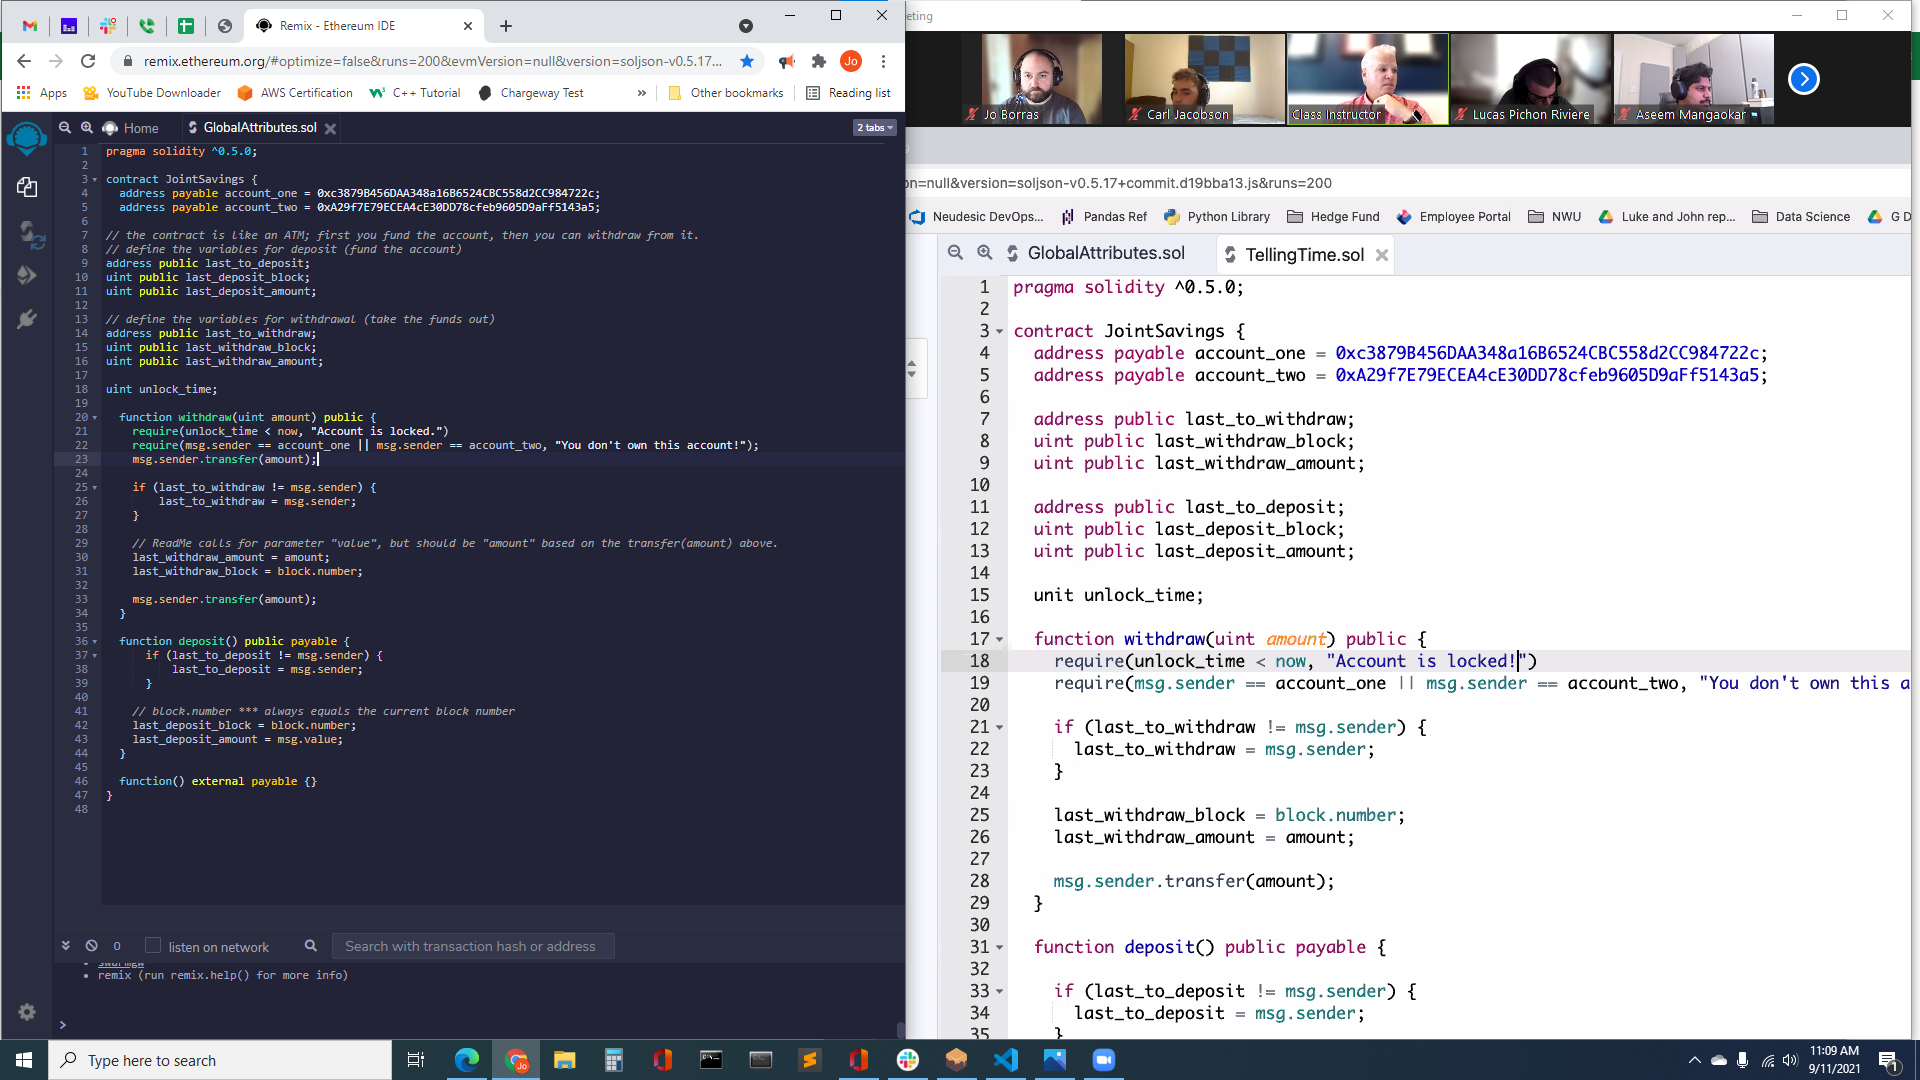 Remix - Ethereum IDE
remix.ethereum.org/#optimize=false&runs=200&evmVersion=null&version=soljson-v0.5.17...
Jo
Apps
YouTube Downloader
AWS Certification
C++ Tutorial
Chargeway Test
»
Other bookmarks
Reading list
Home
GlobalAttributes.sol
2 tabs
1 pragma solidity ^0.5.0;
2
3 contract JointSavings {
4 address payable account_one = 0xc3879B456DAA348a16B6524CBC558d2CC984722c;
5 address payable account_two = 0xA29f7E79ECEA4cE30DD78cfeb9605D9aFf5143a5;
6
7 // the contract is like an ATM; first you fund the account, then you can withdraw from it.
8 // define the variables for deposit (fund the account)
9 address public last_to_deposit;
10 uint public last_deposit_block;
11 uint public last_deposit_amount;
12
13 // define the variables for withdrawal (take the funds out)
14 address public last_to_withdraw;
15 uint public last_withdraw_block;
16 uint public last_withdraw_amount;
17
18 uint unlock_time;
19
20 function withdraw(uint amount) public {
21 require(unlock_time < now, "Account is locked.")
22 require(msg.sender == account_one || msg.sender == account_two, "You don't own this account!");
23 msg.sender.transfer(amount);
24
25 if (last_to_withdraw != msg.sender) {
26 last_to_withdraw = msg.sender;
27 }
28
29 // ReadMe calls for parameter "value", but should be "amount" based on the transfer(amount) above.
30 last_withdraw_amount = amount;
31 last_withdraw_block = block.number;
32
33 msg.sender.transfer(amount);
34 }
35
36 function deposit() public payable {
37 if (last_to_deposit != msg.sender) {
38 last_to_deposit = msg.sender;
39 }
40
41 // block.number *** always equals the current block number
42 last_deposit_block = block.number;
43 last_deposit_amount = msg.value;
44 }
45
46 function() external payable {}
47 }
48
0
listen on network
Search with transaction hash or address
swarmgw
remix (run remix.help() for more info)
>
eting
Jo Borras
Carl Jacobson
Class Instructor
Lucas Pichon Riviere
Aseem Mangaokar
on=null&version=soljson-v0.5.17+commit.d19bba13.js&runs=200
Neudesic DevOps...
Pandas Ref
Python Library
Hedge Fund
Employee Portal
NWU
Luke and John rep...
Data Science
G D
GlobalAttributes.sol
TellingTime.sol
1 pragma solidity ^0.5.0;
2
3 contract JointSavings {
4 address payable account_one = 0xc3879B456DAA348a16B6524CBC558d2CC984722c;
5 address payable account_two = 0xA29f7E79ECEA4cE30DD78cfeb9605D9aFf5143a5;
6
7 address public last_to_withdraw;
8 uint public last_withdraw_block;
9 uint public last_withdraw_amount;
10
11 address public last_to_deposit;
12 uint public last_deposit_block;
13 uint public last_deposit_amount;
14
15 unit unlock_time;
16
17 function withdraw(uint amount) public {
18 require(unlock_time < now, "Account is locked!")
19 require(msg.sender == account_one || msg.sender == account_two, "You don't own this a
20
21 if (last_to_withdraw != msg.sender) {
22 last_to_withdraw = msg.sender;
23 }
24
25 last_withdraw_block = block.number;
26 last_withdraw_amount = amount;
27
28 msg.sender.transfer(amount);
29 }
30
31 function deposit() public payable {
32
33 if (last_to_deposit != msg.sender) {
34 last_to_deposit = msg.sender;
35 }
Type here to search
Jo
11:09 AM
9/11/2021
1